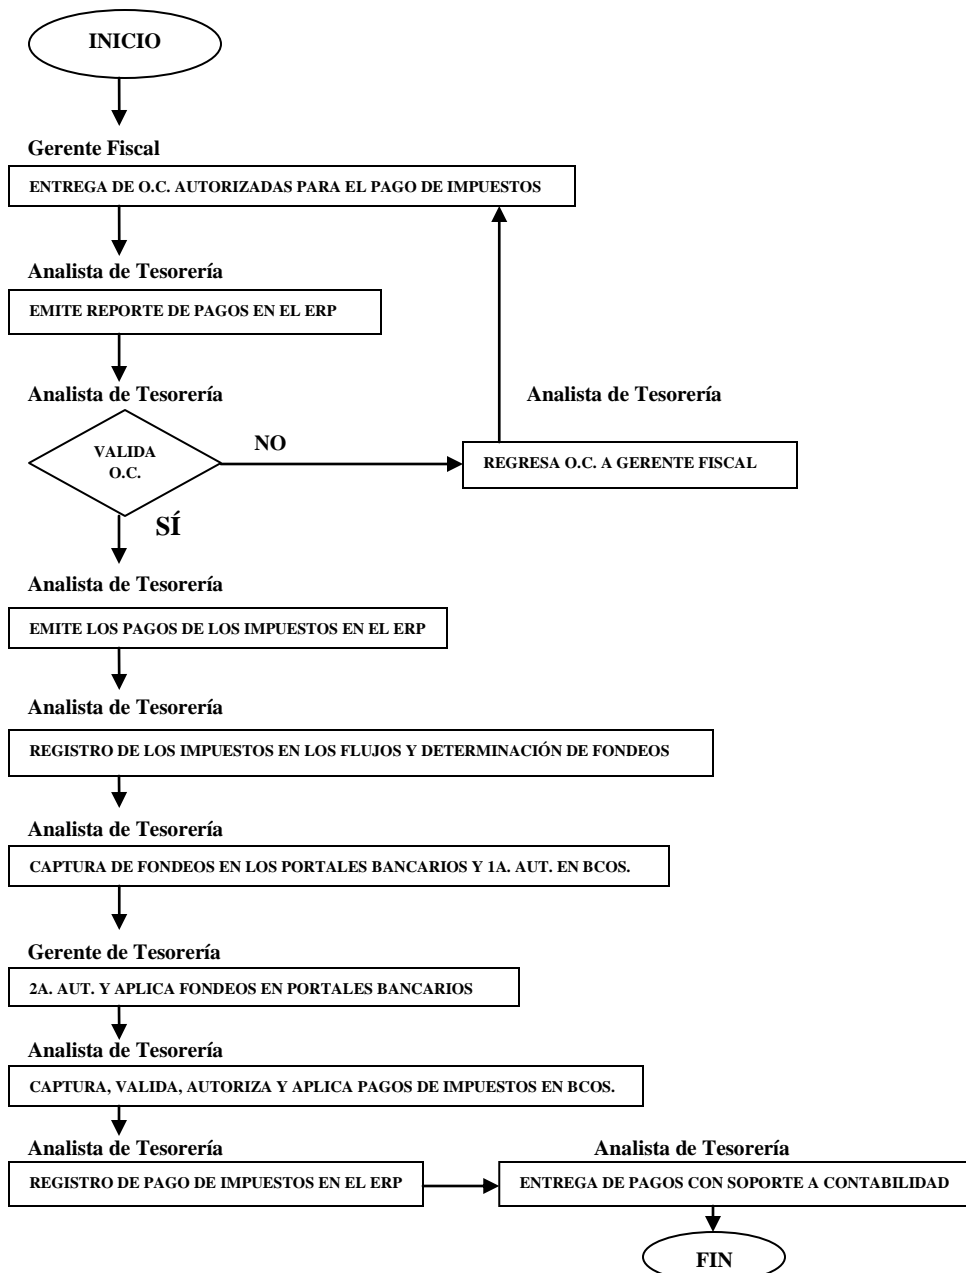 INICIO
Gerente Fiscal
ENTREGA DE O.C. AUTORIZADAS PARA EL PAGO DE IMPUESTOS
Analista de Tesorería
EMITE REPORTE DE PAGOS EN EL ERP
Analista de Tesorería
Analista de Tesorería
VALIDA
O.C.
NO
REGRESA O.C. A GERENTE FISCAL
SÍ
Analista de Tesorería
EMITE LOS PAGOS DE LOS IMPUESTOS EN EL ERP
Analista de Tesorería
REGISTRO DE LOS IMPUESTOS EN LOS FLUJOS Y DETERMINACIÓN DE FONDEOS
Analista de Tesorería
CAPTURA DE FONDEOS EN LOS PORTALES BANCARIOS Y 1A. AUT. EN BCOS.
Gerente de Tesorería
2A. AUT. Y APLICA FONDEOS EN PORTALES BANCARIOS
Analista de Tesorería
CAPTURA, VALIDA, AUTORIZA Y APLICA PAGOS DE IMPUESTOS EN BCOS.
Analista de Tesorería
REGISTRO DE PAGO DE IMPUESTOS EN EL ERP
Analista de Tesorería
ENTREGA DE PAGOS CON SOPORTE A CONTABILIDAD
FIN